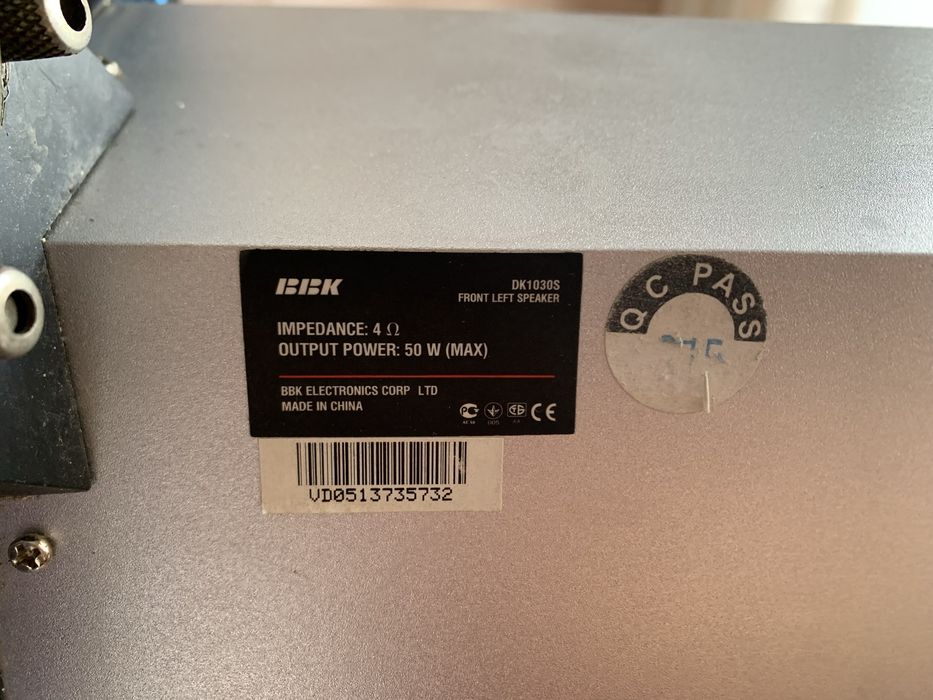 BBK
DK1030S
FRONT LEFT SPEAKER
IMPEDANCE: 4 Ω
OUTPUT POWER: 50 W (MAX)
BBK ELECTRONICS CORP LTD
MADE IN CHINA
CE
VD0513735732
QC PASS